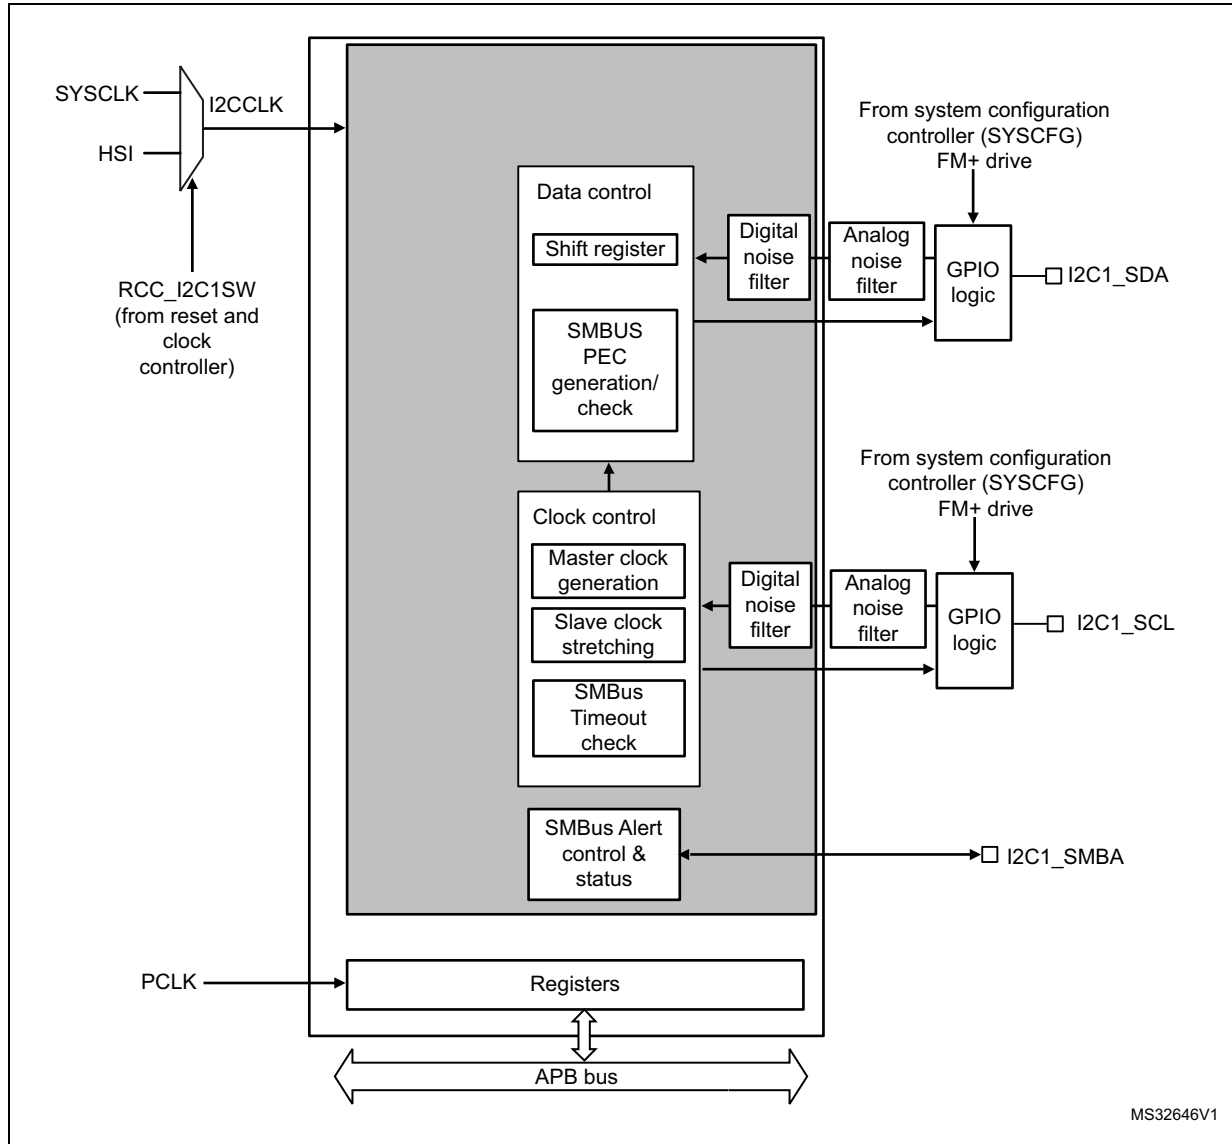 SYSCLK
HSI
I2CCLK
RCC_I2C1SW
(from reset and
clock
controller)
Data control
Shift register
SMBUS
PEC
generation/
check
Digital
noise
filter
Analog
noise
filter
From system configuration
controller (SYSCFG)
FM+ drive
GPIO
logic
I2C1_SDA
Clock control
Master clock
generation
Slave clock
stretching
SMBus
Timeout
check
Digital
noise
filter
Analog
noise
filter
From system configuration
controller (SYSCFG)
FM+ drive
GPIO
logic
I2C1_SCL
SMBus Alert
control &
status
I2C1_SMBA
PCLK
Registers
APB bus
MS32646V1